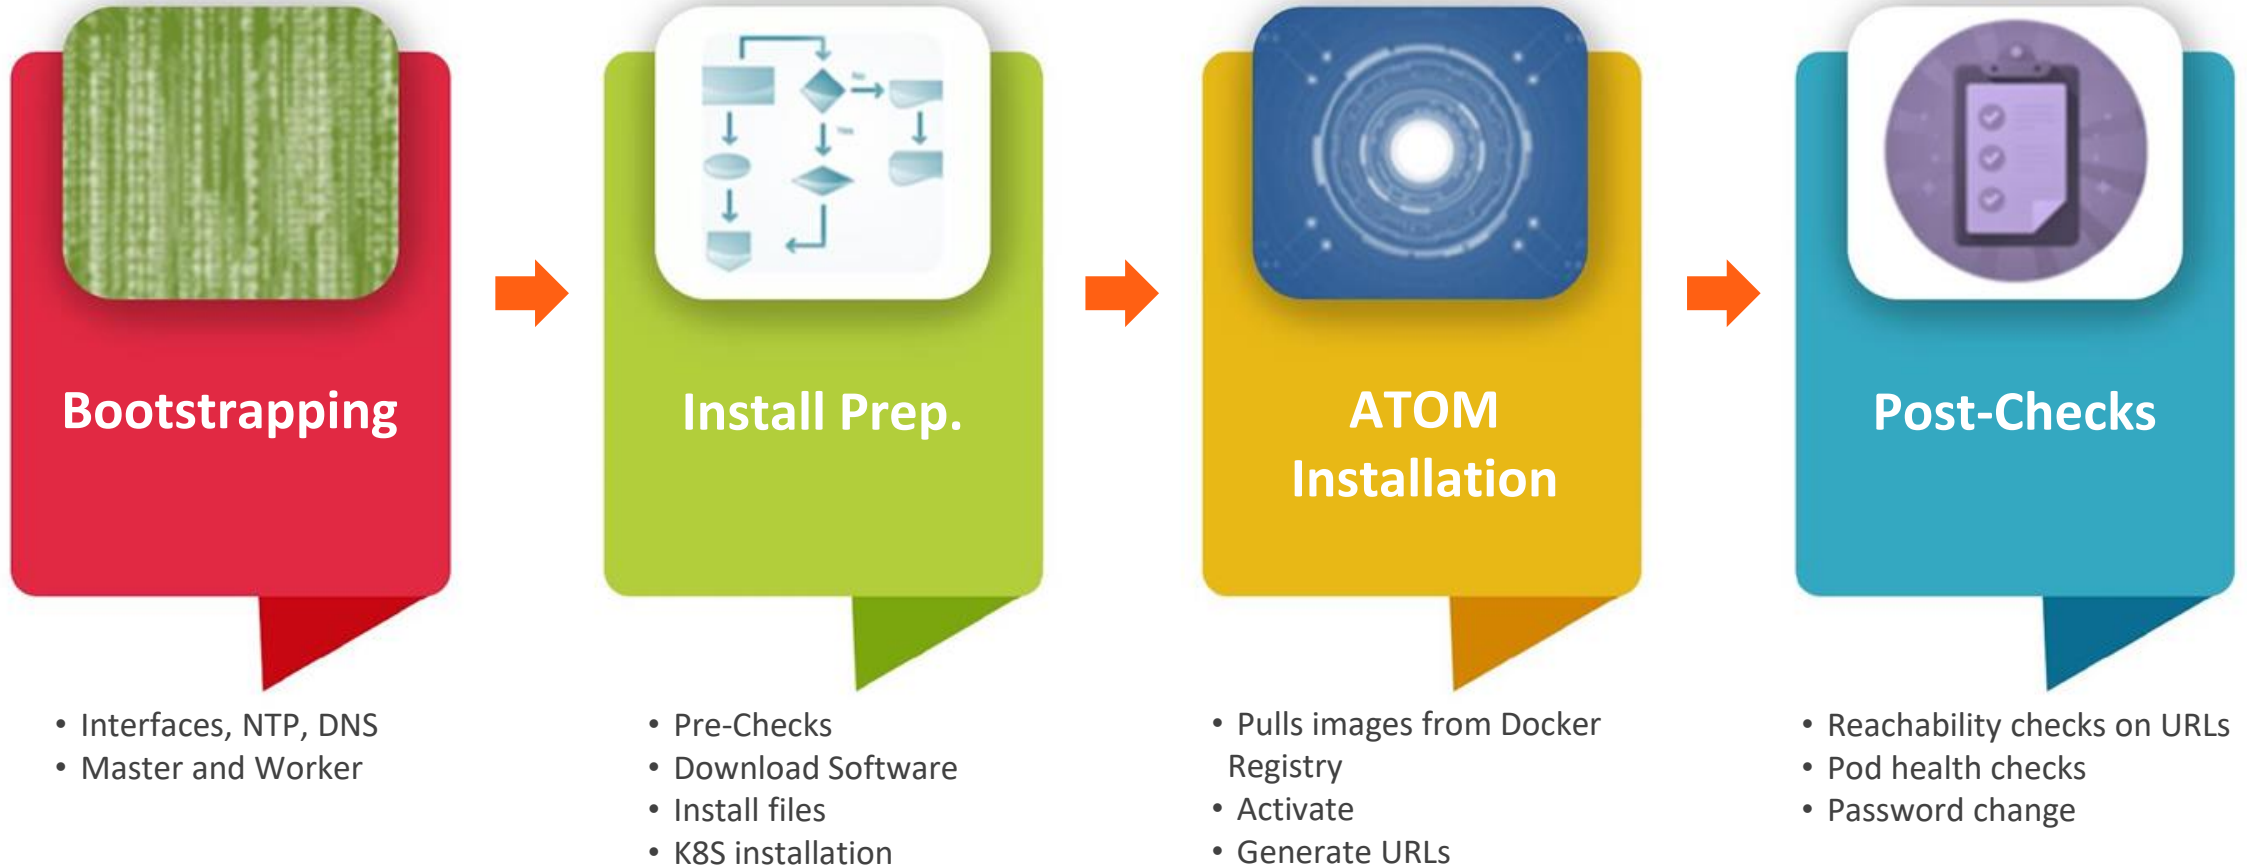 Bootstrapping
• Interfaces, NTP, DNS
• Master and Worker
No
Yes
Install Prep.
• Pre-Checks
• Download Software
• Install files
• K8S installation
ATOM
Installation
• Pulls images from Docker
Registry
• Activate
• Generate URLs
Post-Checks
• Reachability checks on URLs
• Pod health checks
• Password change